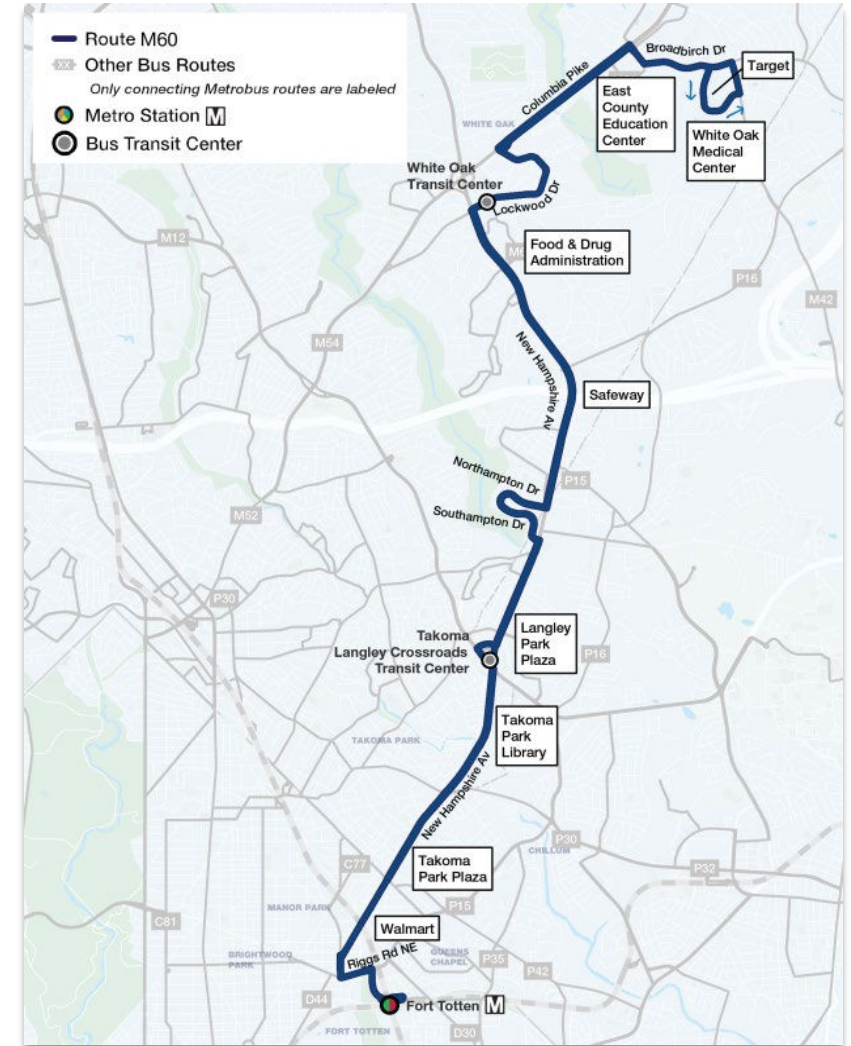 Route M60
XX Other Bus Routes
Only connecting Metrobus routes are labeled
Metro Station M
Bus Transit Center
Broadbirch Dr
Target
Columbia Pike
East
County
Education
Center
White Oak
Medical
Center
WHITE OAK
White Oak
Transit Center
Lockwood Dr
Food & Drug
Administration
M12
P16
M42
M54
New Hampshire Av
Safeway
Northampton Dr
P15
Southampton Dr
M52
P30
Takoma
Langley Crossroads
Transit Center
Langley
Park
Plaza
P16
Takoma
Park
Library
TAKOMA PARK
New Hampshire Av
P30
CHILLUM
C77
Takoma
Park Plaza
P32
MANOR PARK
P15
C81
Walmart
BRIGHTWOOD
PARK
Riggs Rd NE
QUEENS
CHAPEL
P35
P42
D44
Fort Totten M
FORT TOTTEN
D30